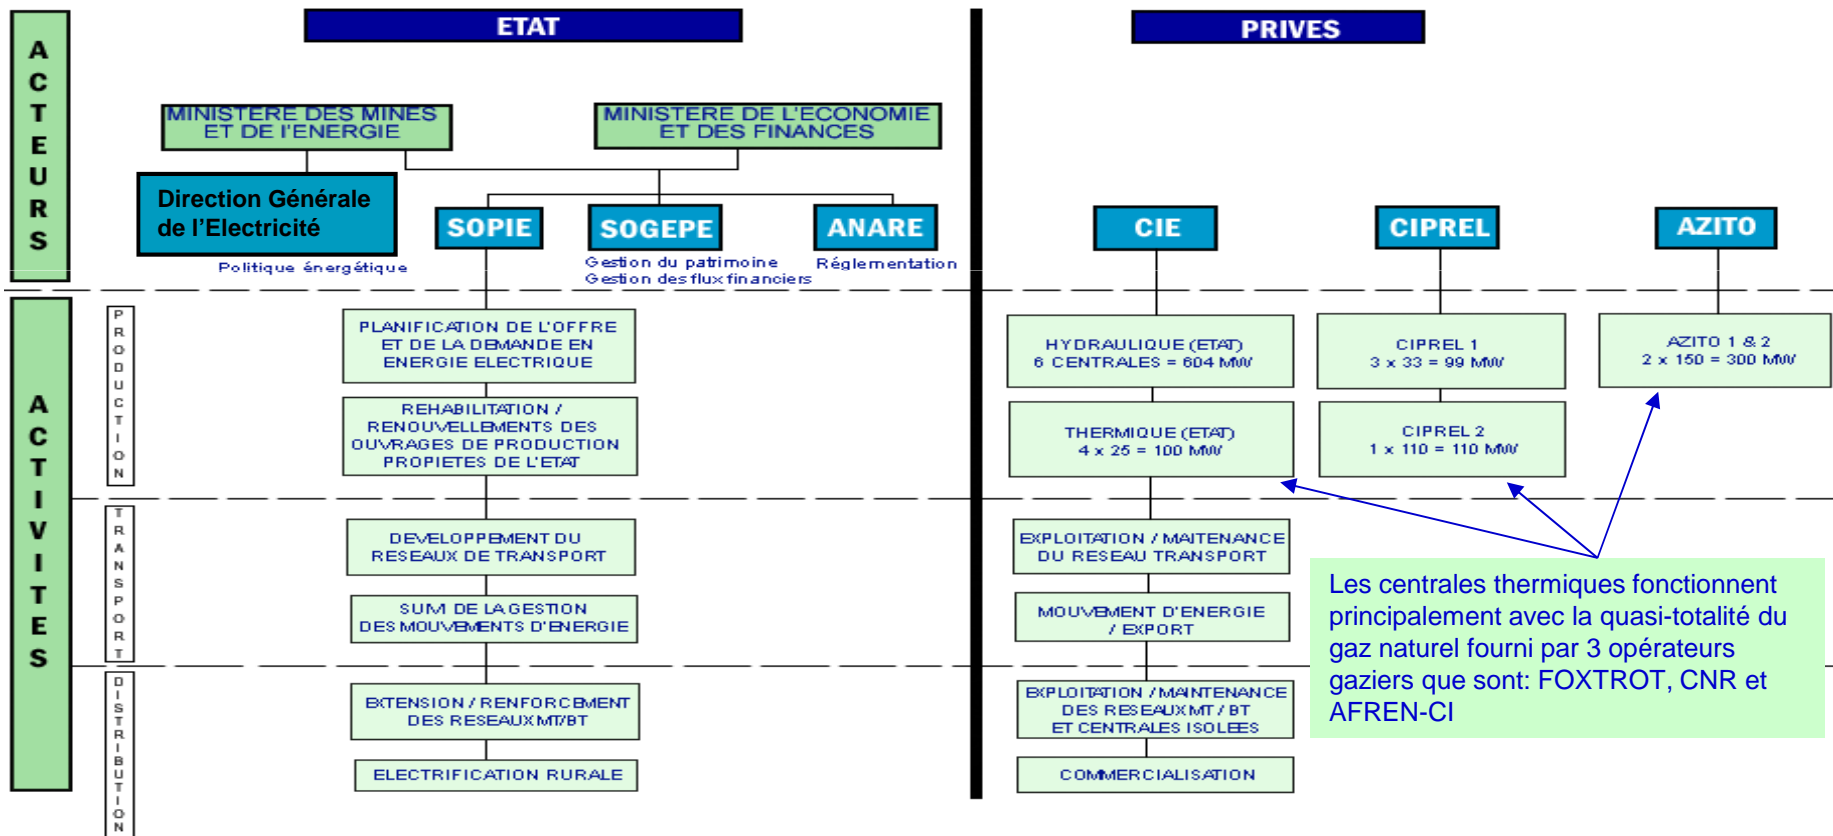 ACTEURS
ETAT
PRIVES
MINISTERE DES MINES
ET DE l'ENERGIE
MINISTERE DE L'ECONOMIE
ET DES FINANCES
Direction Générale
de l'Electricité
SOPIE
SOGEPE
ANARE
CIE
CIPREL
AZITO
Politique énergétique
Gestion du patrimoine
Gestion des flux financiers
Réglementation
ACTIVITES
PRODUCTION
PLANIFICATION DE L'OFFRE
ET DE LA DEMANDE EN
ENERGIE ELECTRIQUE
HYDRAULIQUE (ETAT)
6 CENTRALES = 604 MW
CIPREL 1
3 x 33 = 99 MW
AZITO 1 & 2
2 x 150 = 300 MW
REHABILITATION /
RENOUVELLEMENTS DES
OUVRAGES DE PRODUCTION
PROPIETES DE L'ETAT
THERMIQUE (ETAT)
4 x 25 = 100 MW
CIPREL 2
1 x 110 = 110 MW
TRANSPORT
DEVELOPPEMENT DU
RESEAUX DE TRANSPORT
EXPLOITATION / MAITENANCE
DU RESEAU TRANSPORT
SUIVI DE LA GESTION
DES MOUVEMENTS D'ENERGIE
MOUVEMENT D'ENERGIE
/ EXPORT
Les centrales thermiques fonctionnent
principalement avec la quasi-totalité du
gaz naturel fourni par 3 opérateurs
gaziers que sont: FOXTROT, CNR et
AFREN-CI
DISTRIBUTION
EXTENSION / RENFORCEMENT
DES RESEAUX MT/BT
EXPLOITATION / MAINTENANCE
DES RESEAUX MT / BT
ET CENTRALES ISOLEES
ELECTRIFICATION RURALE
COMMERCIALISATION